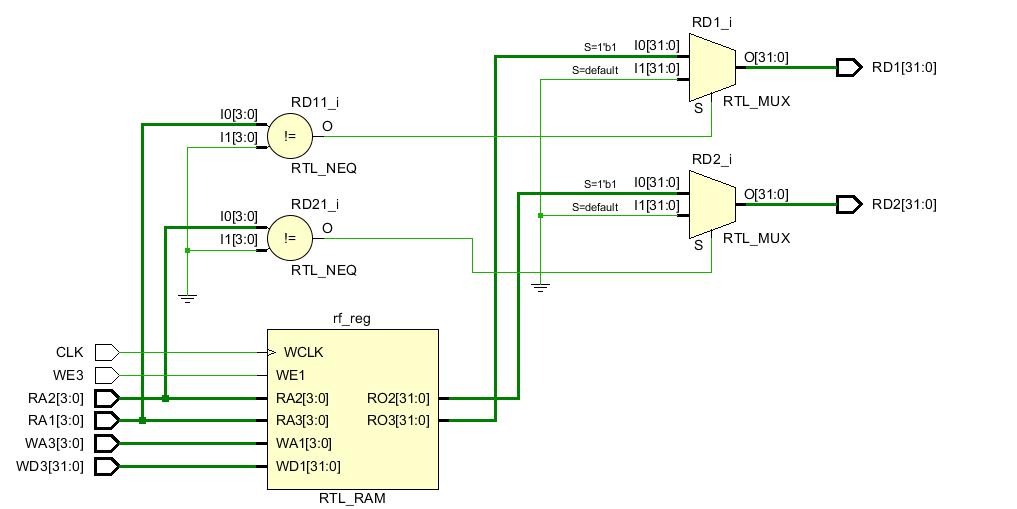 RD1_i
S=1'b1 I0[31:0]
S=default I1[31:0]
O[31:0]
RD1[31:0]
S
RTL_MUX
RD11_i
I0[3:0]
I1[3:0]
!=
O
RTL_NEQ
RD2_i
S=1'b1 I0[31:0]
S=default I1[31:0]
O[31:0]
RD2[31:0]
S
RTL_MUX
RD21_i
I0[3:0]
I1[3:0]
!=
O
RTL_NEQ
rf_reg
CLK WCLK
WE3 WE1
RA2[3:0] RA2[3:0] RO2[31:0]
RA1[3:0] RA3[3:0] RO3[31:0]
WA3[3:0] WA1[3:0]
WD3[31:0] WD1[31:0]
RTL_RAM